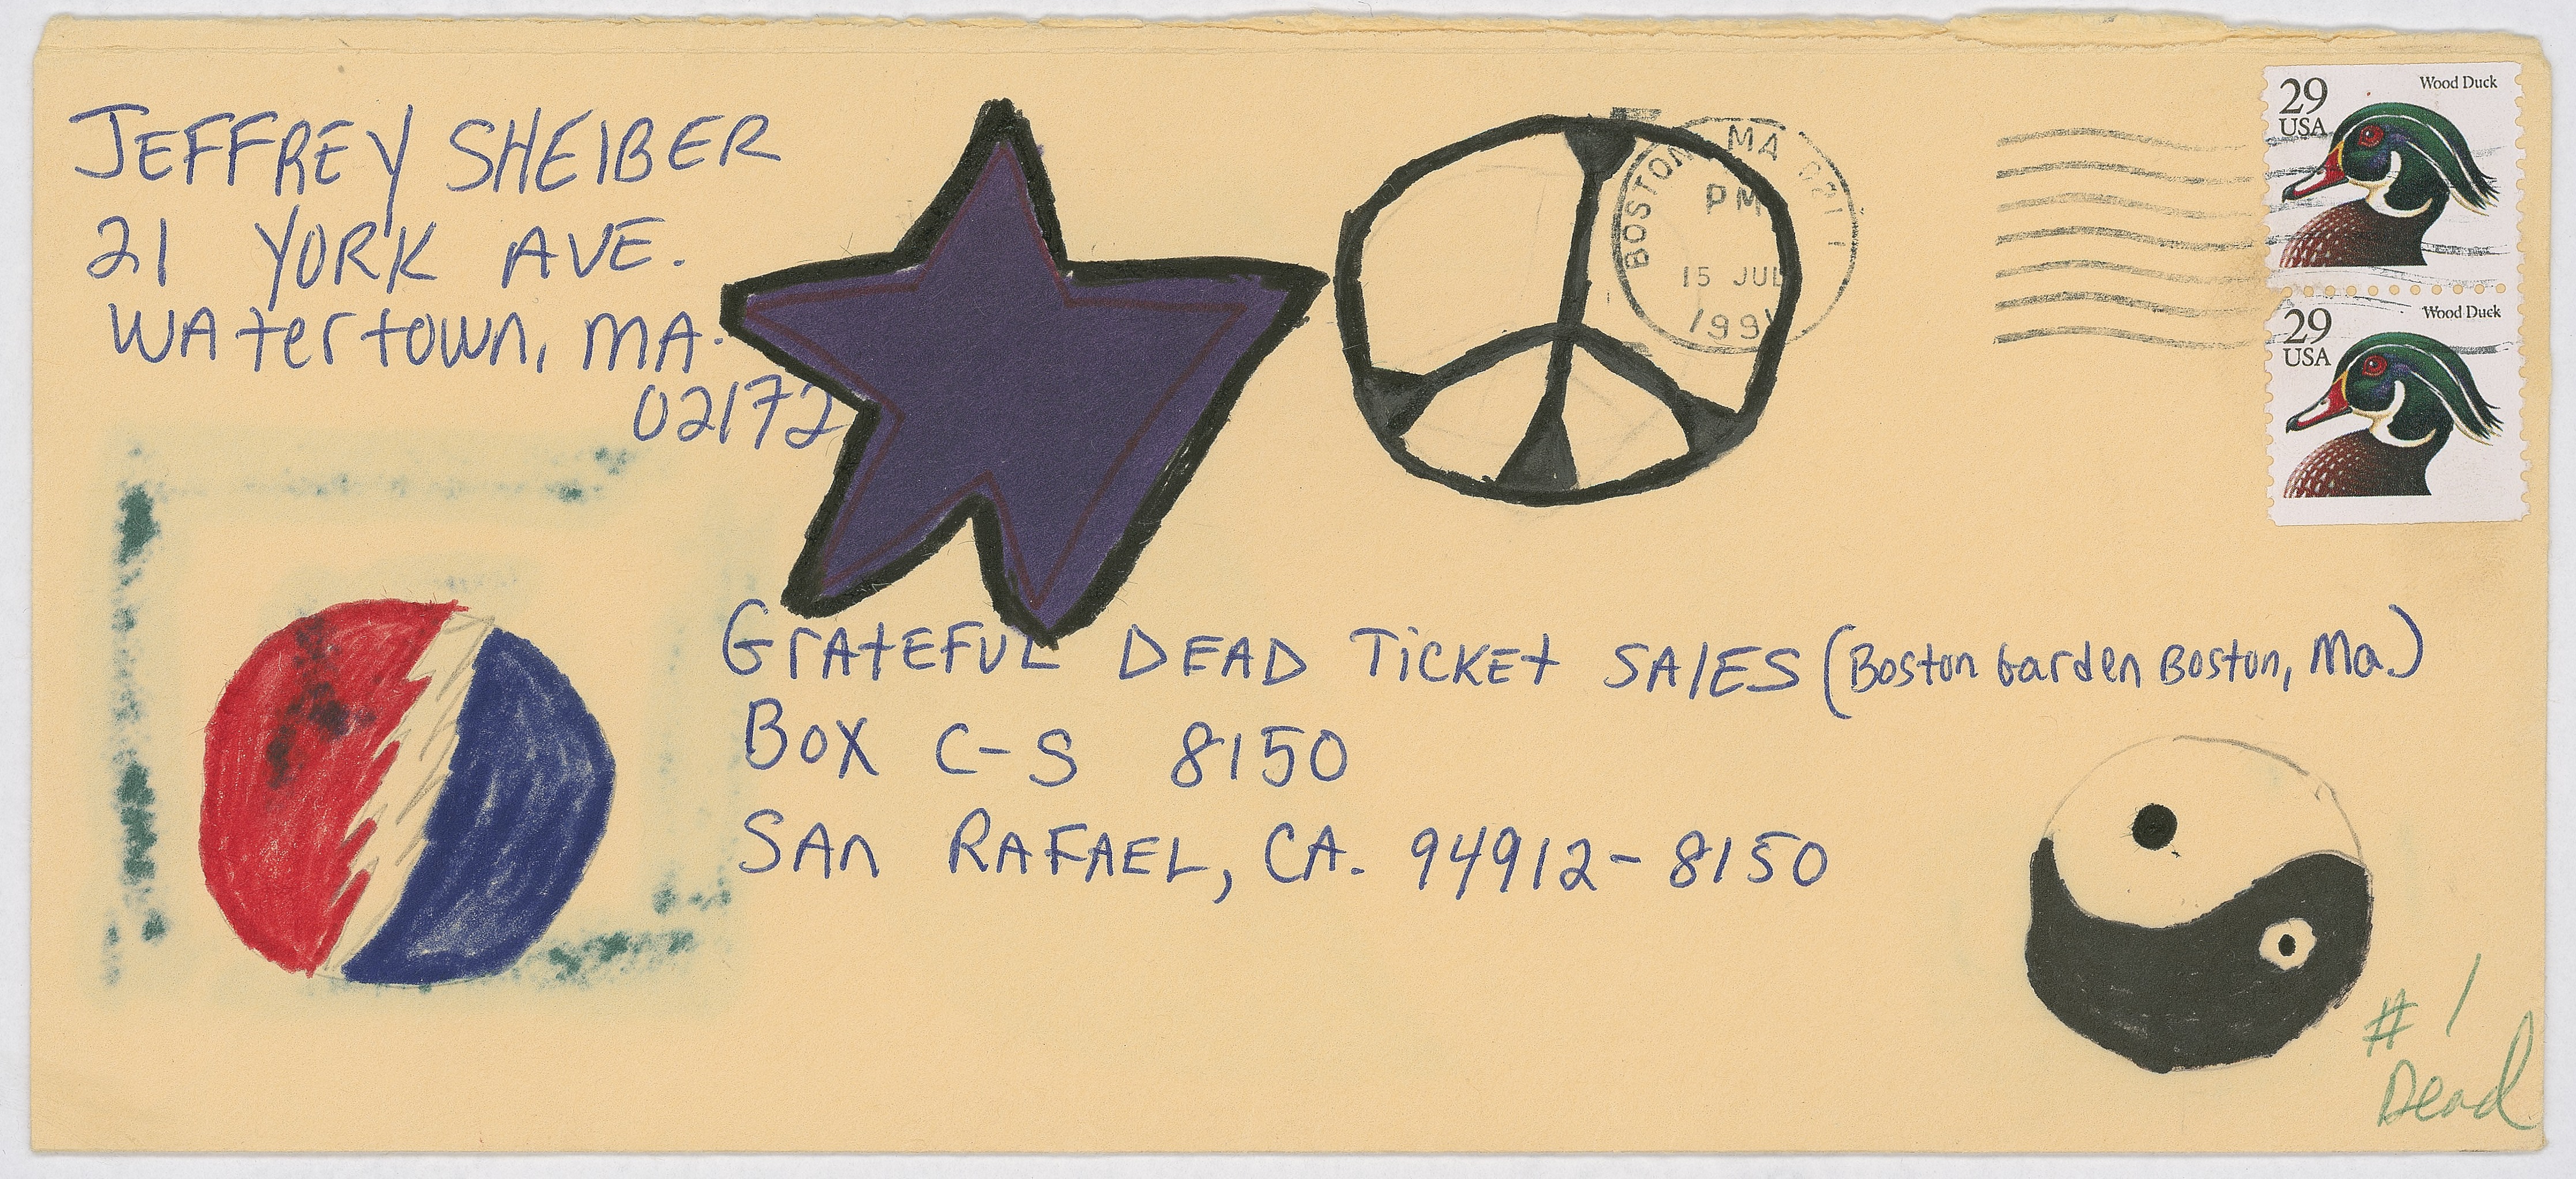 JEFFREY SHEIBER
21 YORK AVE.
WAtertown, MA.
02172
BOSTON MA
PM
15 JUL
1991
29
USA
Wood Duck
29
USA
Wood Duck
GrAtEFUL DEAD TiCKEt SAlES (Boston Garden Boston, Ma.)
BOX C-S 8150
SAn RAFAEL, CA. 94912-8150
#1
Dead